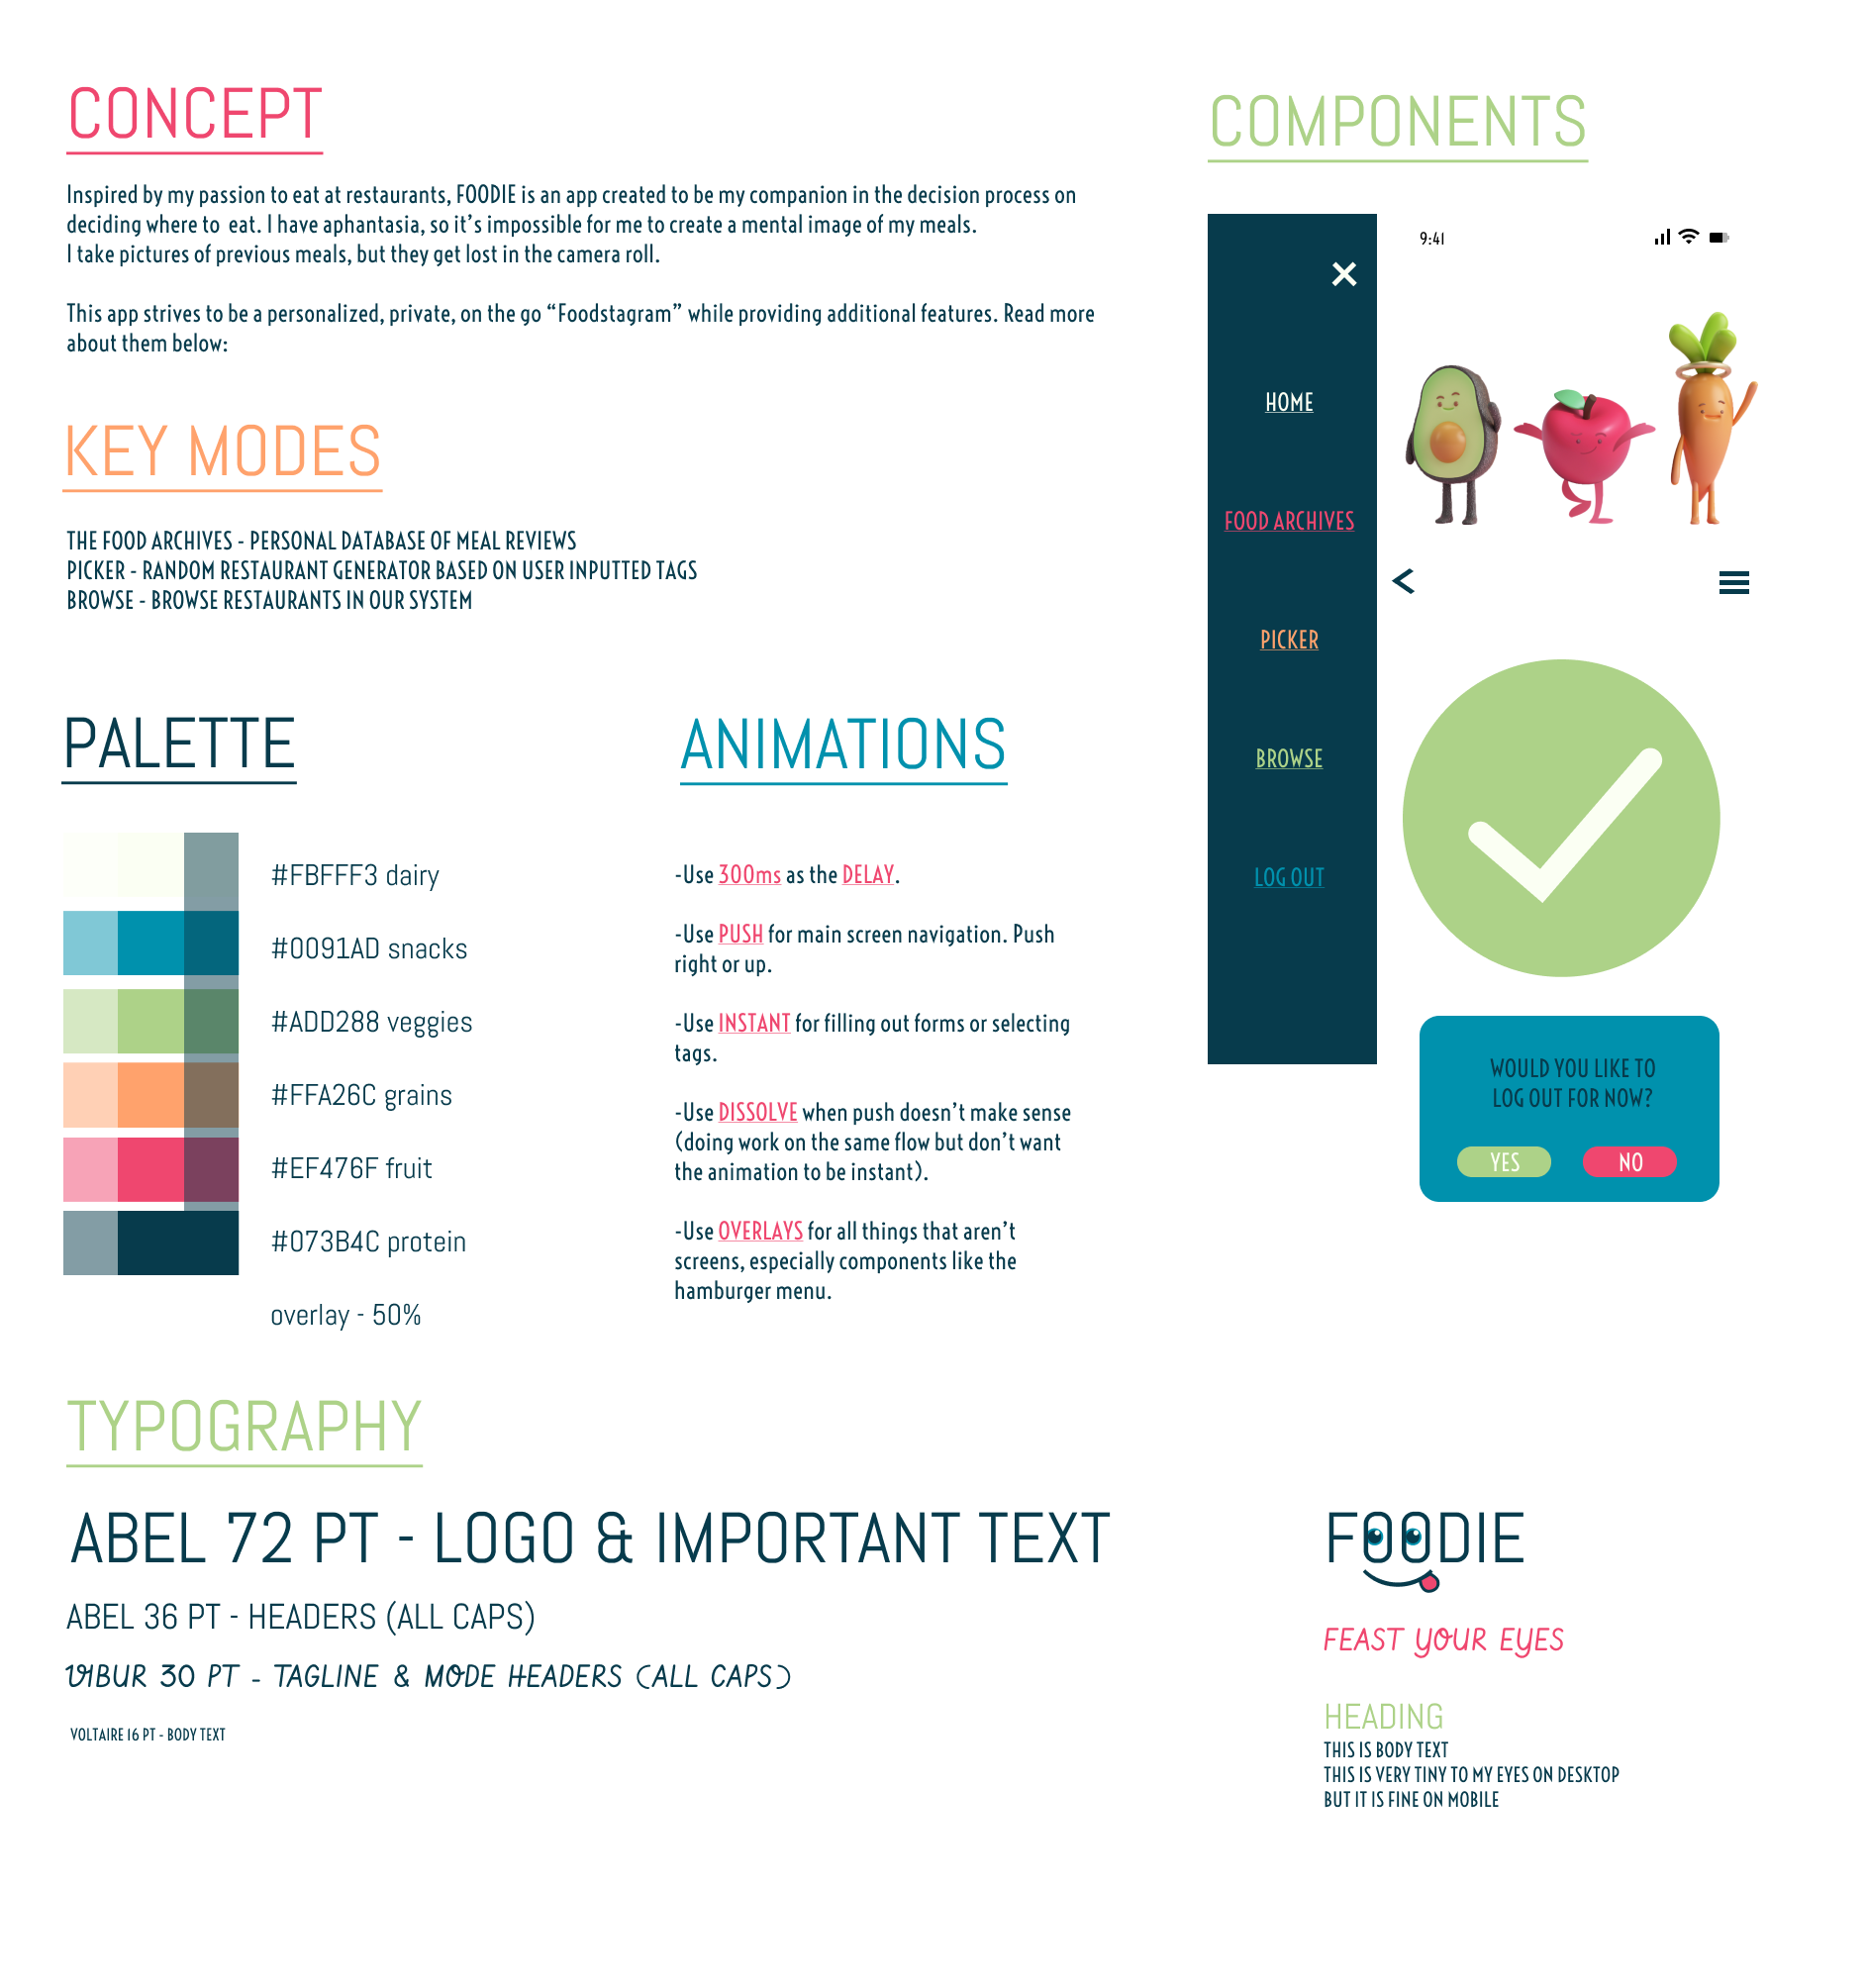 CONCEPT
Inspired by my passion to eat at restaurants, FOODIE is an app created to be my companion in the decision process on
deciding where to  eat. I have aphantasia, so it’s impossible for me to create a mental image of my meals.
I take pictures of previous meals, but they get lost in the camera roll.
This app strives to be a personalized, private, on the go “Foodstagram” while providing additional features. Read more
about them below:
KEY MODES
THE FOOD ARCHIVES - PERSONAL DATABASE OF MEAL REVIEWS
PICKER - RANDOM RESTAURANT GENERATOR BASED ON USER INPUTTED TAGS
BROWSE - BROWSE RESTAURANTS IN OUR SYSTEM
PALETTE
#FBFFF3 dairy
#0091AD snacks
#ADD288 veggies
#FFA26C grains
#EF476F fruit
#073B4C protein
overlay - 50%
ANIMATIONS
-Use 300ms as the DELAY.
-Use PUSH for main screen navigation. Push
right or up.
-Use INSTANT for filling out forms or selecting
tags.
-Use DISSOLVE when push doesn’t make sense
(doing work on the same flow but don’t want
the animation to be instant).
-Use OVERLAYS for all things that aren’t
screens, especially components like the
hamburger menu.
COMPONENTS
HOME
FOOD ARCHIVES
PICKER
BROWSE
LOG OUT
9:41
WOULD YOU LIKE TO
LOG OUT FOR NOW?
YES
NO
TYPOGRAPHY
ABEL 72 PT - LOGO & IMPORTANT TEXT
ABEL 36 PT - HEADERS (ALL CAPS)
VIBUR 30 PT - TAGLINE & MODE HEADERS (ALL CAPS)
VOLTAIRE 16 PT - BODY TEXT
FOODIE
FEAST YOUR EYES
HEADING
THIS IS BODY TEXT
THIS IS VERY TINY TO MY EYES ON DESKTOP
BUT IT IS FINE ON MOBILE